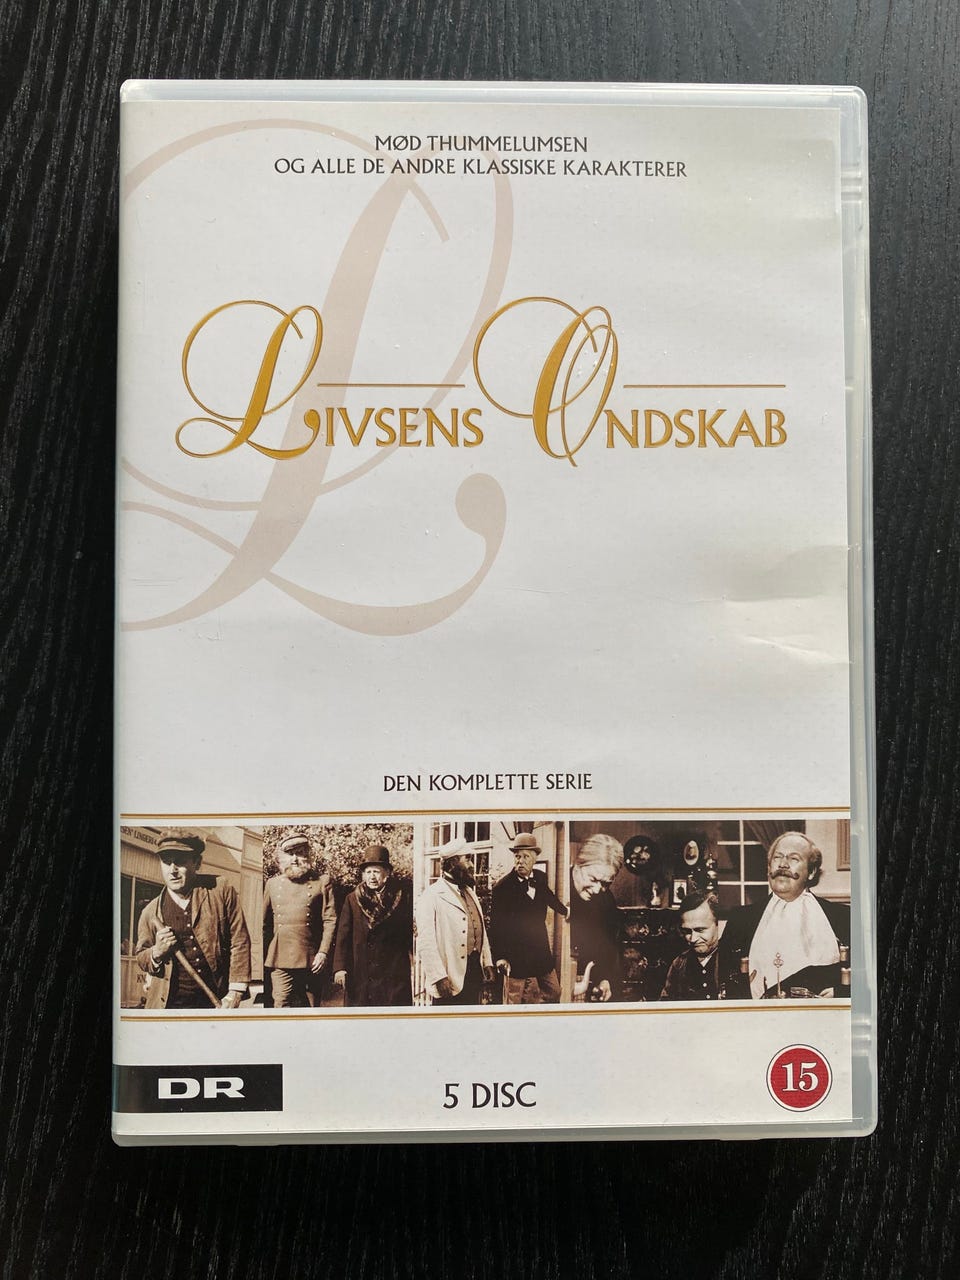 MØD THUMMELUMSEN
OG ALLE DE ANDRE KLASSISKE KARAKTERER
LIVSENS ONDSKAB
DEN KOMPLETTE SERIE
DR
5 DISC
15